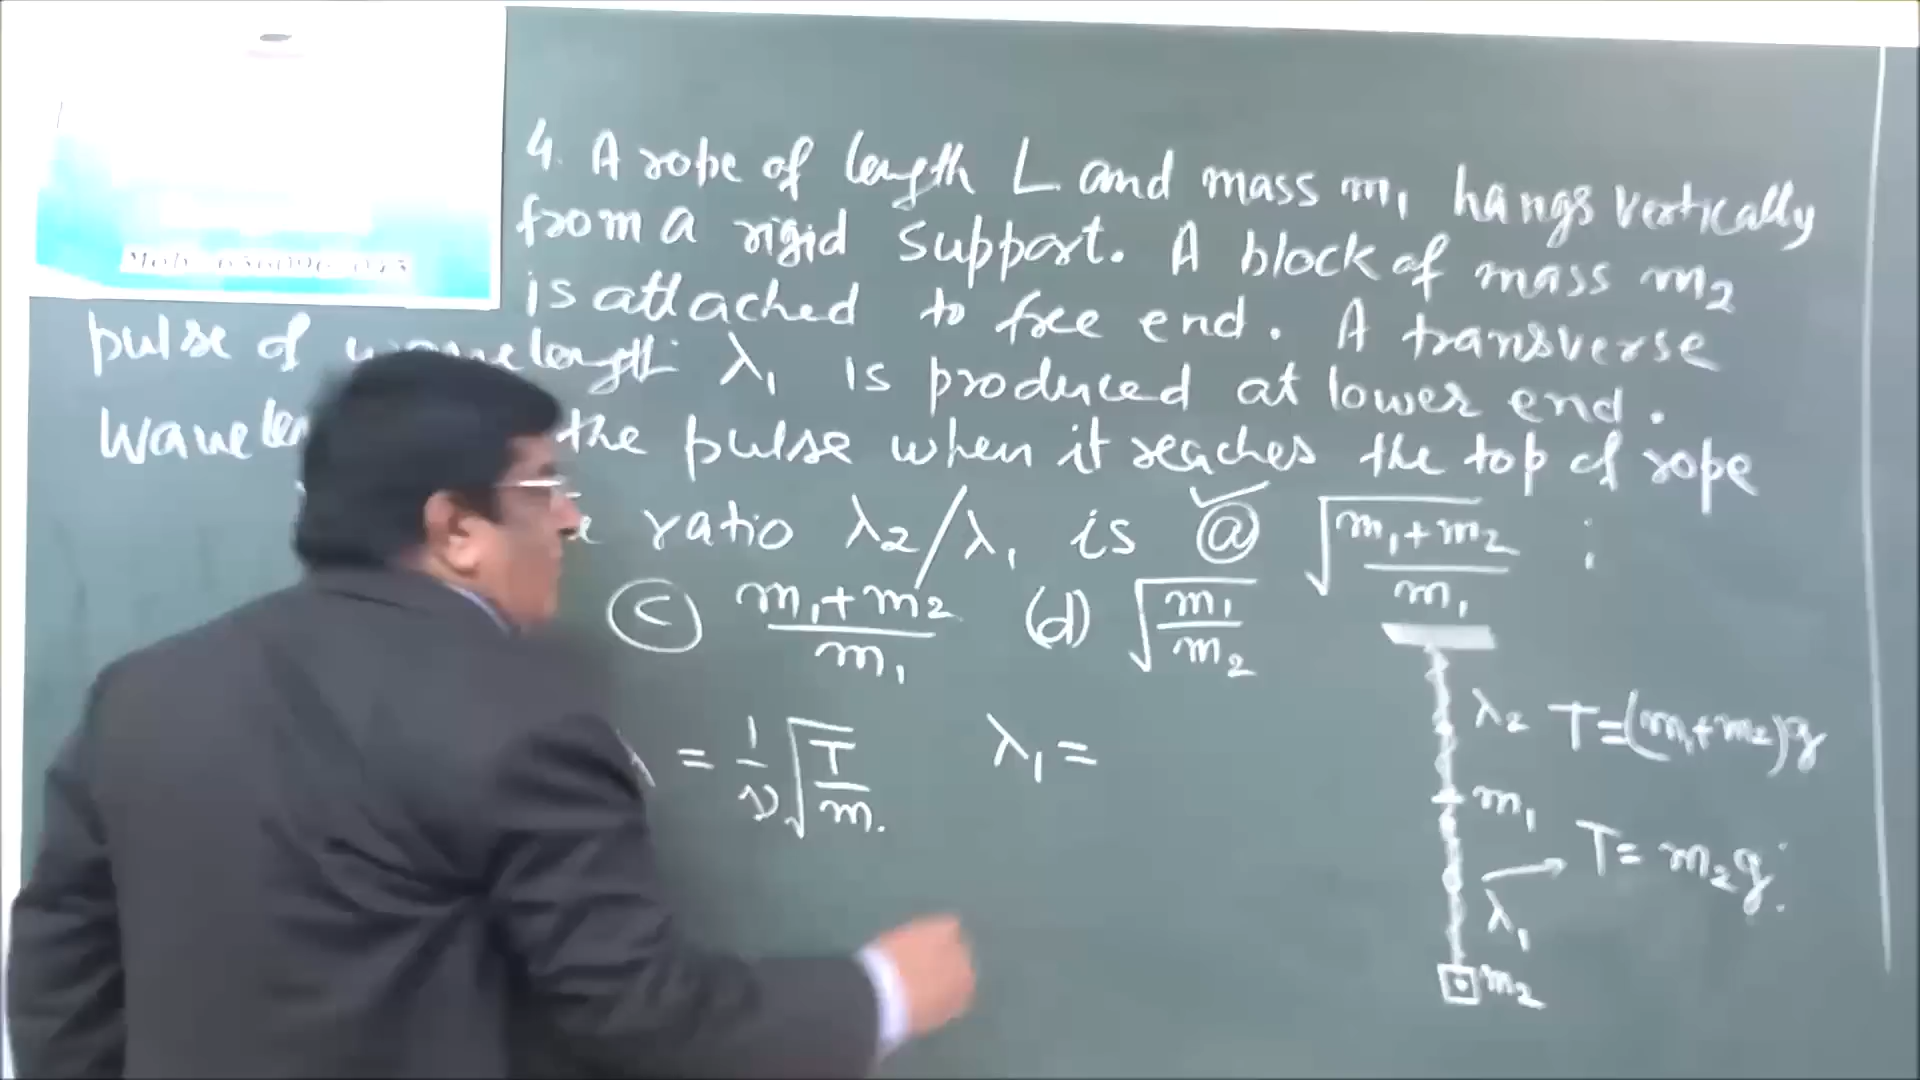 4. A rope of length L and mass m₁ hangs vertically
from a rigid support. A block of mass m₂
is attached to free end. A transverse
pulse of wavelength λ₁ is produced at lower end.
the pulse when it reaches the top of rope
ratio λ₂/λ₁ is ⓐ √((m₁+m₂)/m₁) ;
ⓒ (m₁+m₂)/m₁ (d) √(m₁/m₂)
= 1/ν √(T/m). λ₁ =
λ₂ T=(m₁+m₂)g
m₁
T= m₂g.
λ₁
m₂